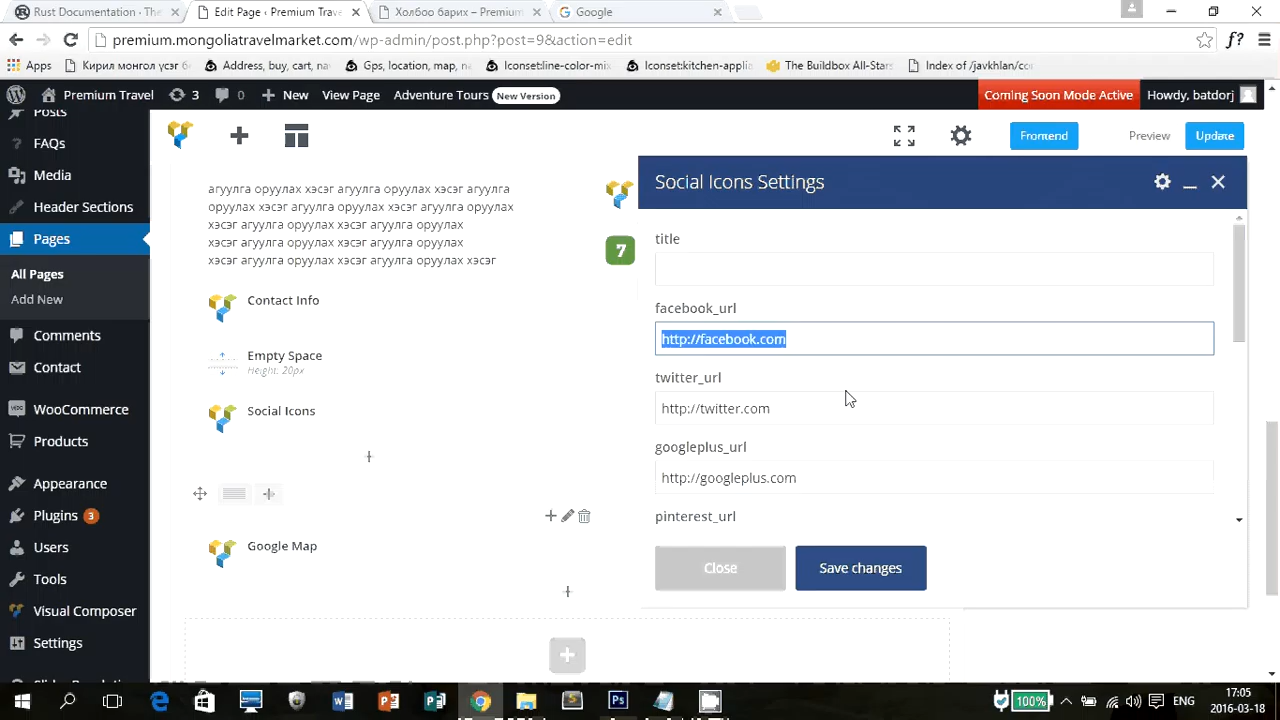 Rust Documentation · The
Edit Page ‹ Premium Trave
Холбоо барих – Premium
Google
premium.mongoliatravelmarket.com/wp-admin/post.php?post=9&action=edit
f?
Apps
Кирил монгол үсэг б
Address, buy, cart, na
Gps, location, map, n
Iconset:line-color-mix
Iconset:kitchen-applia
The Buildbox All-Stars
Index of /javkhlan/co
Premium Travel
3
0
New
View Page
Adventure Tours
New Version
Coming Soon Mode Active
Howdy, batdorj
Posts
FAQs
Media
Header Sections
Pages
All Pages
Add New
Comments
Contact
WooCommerce
Products
Appearance
Plugins 3
Users
Tools
Visual Composer
Settings
Frontend
Preview
Update
агуулга оруулах хэсэг агуулга оруулах хэсэг агуулга
оруулах хэсэг агуулга оруулах хэсэг агуулга оруулах
хэсэг агуулга оруулах хэсэг агуулга оруулах
хэсэг агуулга оруулах хэсэг агуулга оруулах
хэсэг агуулга оруулах хэсэг агуулга оруулах хэсэг
Contact Info
Empty Space
Height: 20px
Social Icons
Google Map
7
Social Icons Settings
title
facebook_url
http://facebook.com
twitter_url
http://twitter.com
googleplus_url
http://googleplus.com
pinterest_url
Close
Save changes
100%
ENG
17:05
2016-03-18